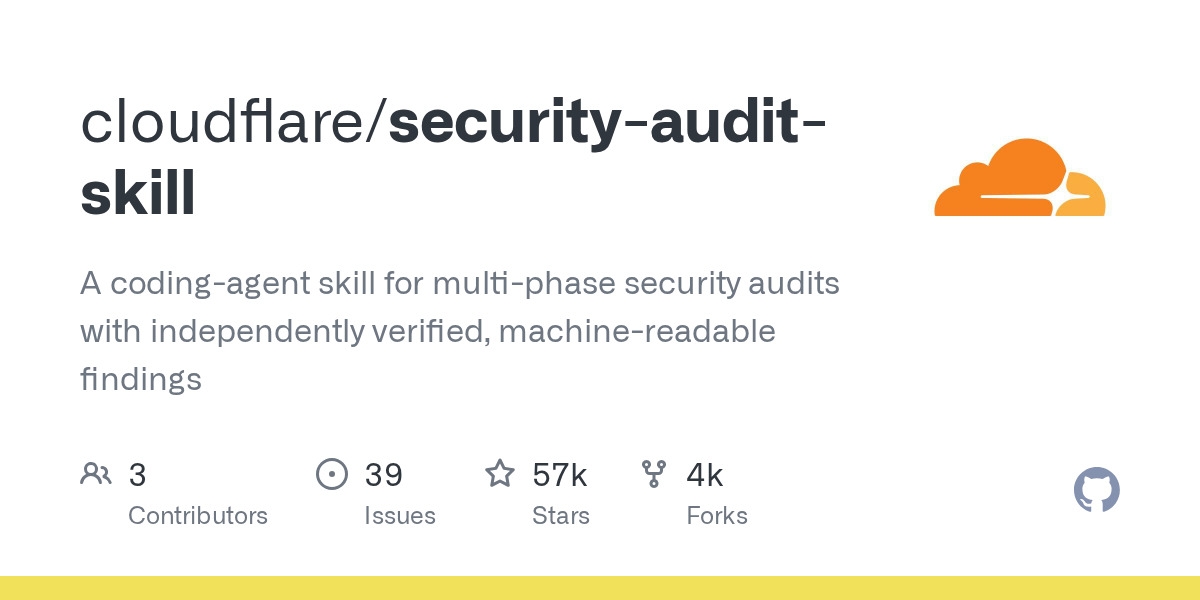 cloudflare/security-audit-
skill
A coding-agent skill for multi-phase security audits
with independently verified, machine-readable
findings
3 39 57k 4k
Contributors Issues Stars Forks